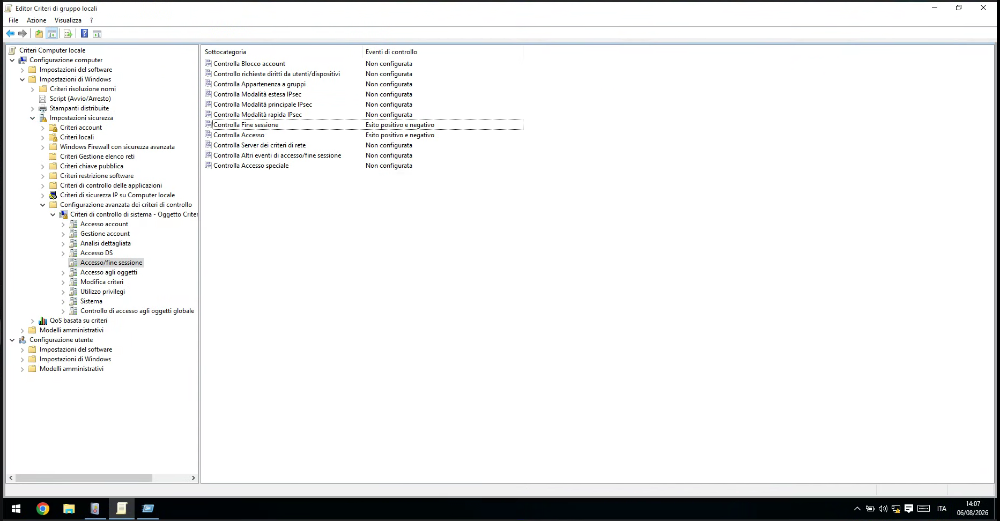 Editor Criteri di gruppo locali
File Azione Visualizza ?
Criteri Computer locale
Configurazione computer
Impostazioni del software
Impostazioni di Windows
Criteri risoluzione nomi
Script (Avvio/Arresto)
Stampanti distribuite
Impostazioni sicurezza
Criteri account
Criteri locali
Windows Firewall con sicurezza avanzata
Criteri Gestione elenco reti
Criteri chiave pubblica
Criteri restrizione software
Criteri di controllo delle applicazioni
Criteri di sicurezza IP su Computer locale
Configurazione avanzata dei criteri di controllo
Criteri di controllo di sistema - Oggetto Criter
Accesso account
Gestione account
Analisi dettagliata
Accesso DS
Accesso/fine sessione
Accesso agli oggetti
Modifica criteri
Utilizzo privilegi
Sistema
Controllo di accesso agli oggetti globale
QoS basata su criteri
Modelli amministrativi
Configurazione utente
Impostazioni del software
Impostazioni di Windows
Modelli amministrativi
Sottocategoria Eventi di controllo
Controlla Blocco account Non configurata
Controllo richieste diritti da utenti/dispositivi Non configurata
Controlla Appartenenza a gruppi Non configurata
Controlla Modalità estesa IPsec Non configurata
Controlla Modalità principale IPsec Non configurata
Controlla Modalità rapida IPsec Non configurata
Controlla Fine sessione Esito positivo e negativo
Controlla Accesso Esito positivo e negativo
Controlla Server dei criteri di rete Non configurata
Controlla Altri eventi di accesso/fine sessione Non configurata
Controlla Accesso speciale Non configurata
ITA
14:07
06/08/2026